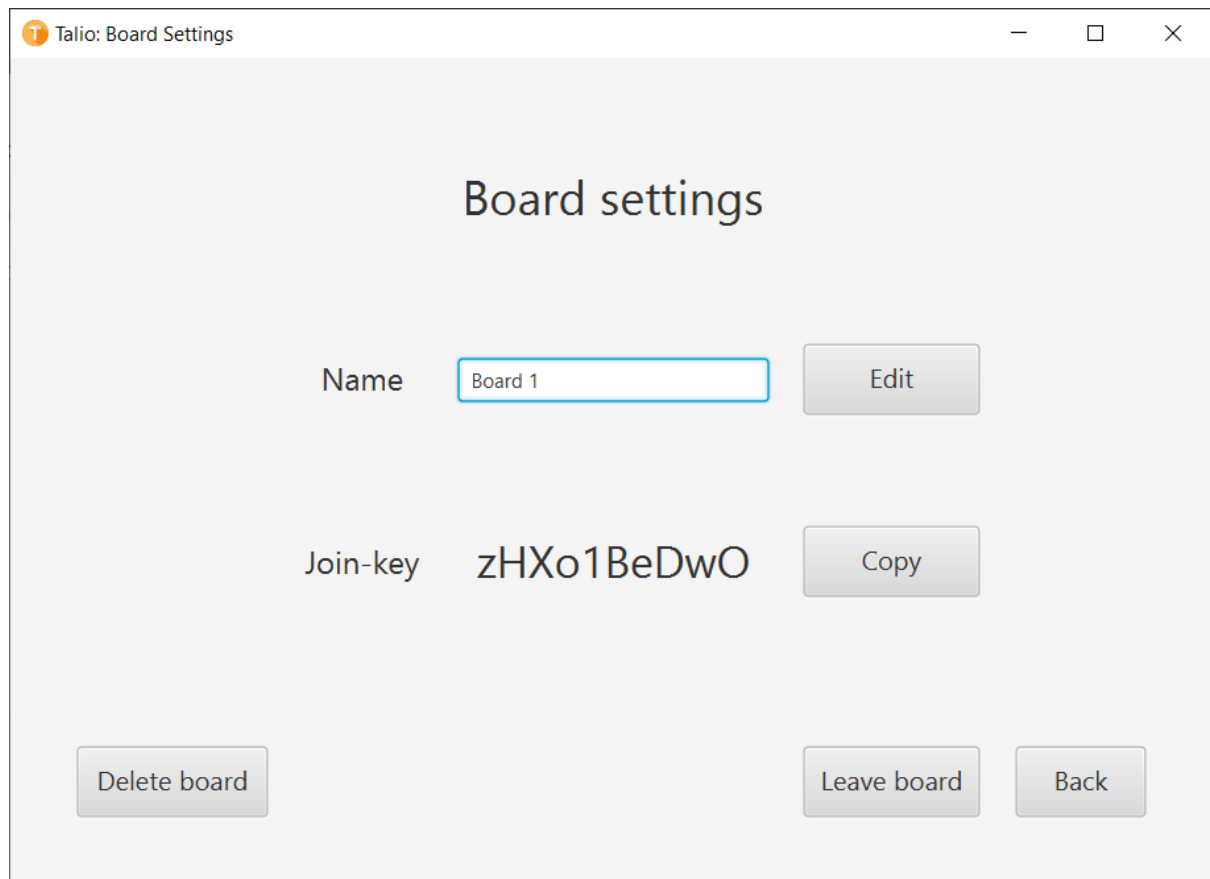 Talio: Board Settings
Board settings
Name Board 1 Edit
Join-key zHXo1BeDwO Copy
Delete board Leave board Back